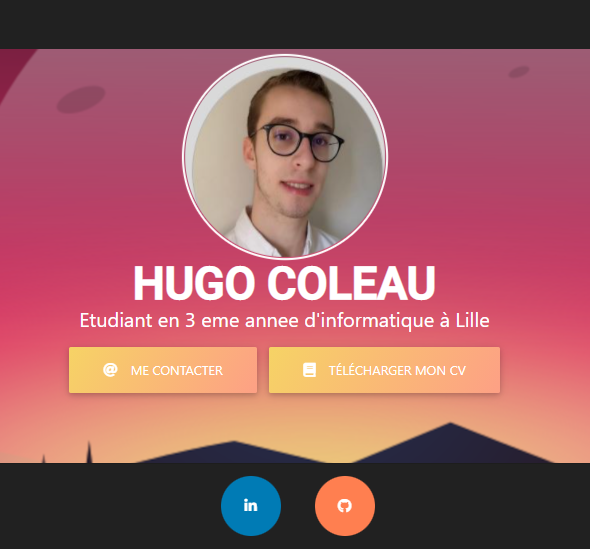 HUGO COLEAU
Etudiant en 3 eme annee d'informatique à Lille
@ ME CONTACTER
TÉLÉCHARGER MON CV
in